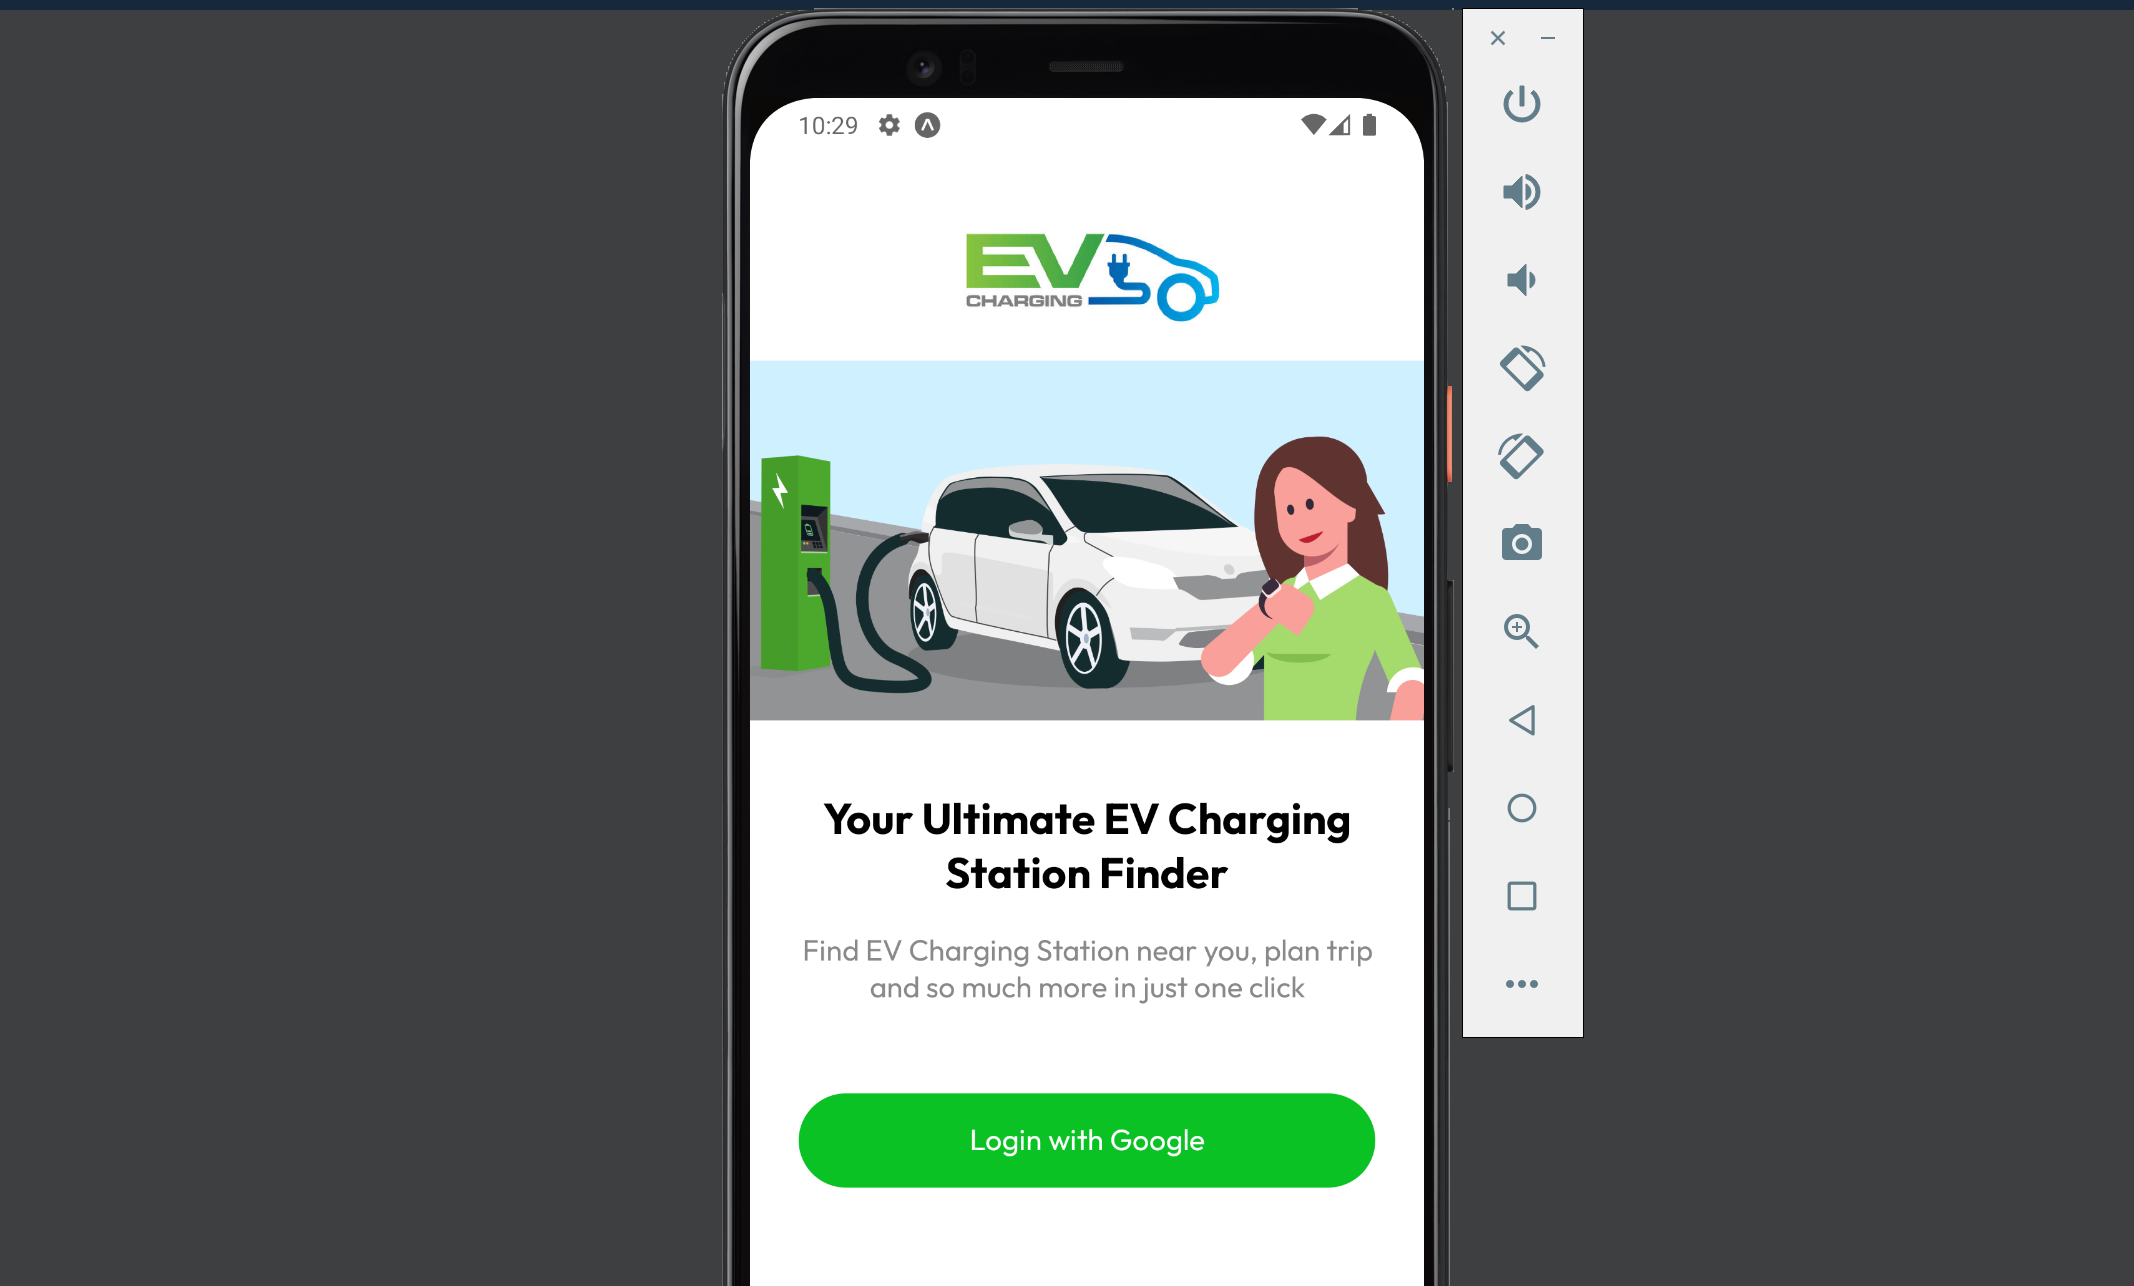 10:29
EV
CHARGING
Your Ultimate EV Charging
Station Finder
Find EV Charging Station near you, plan trip
and so much more in just one click
Login with Google